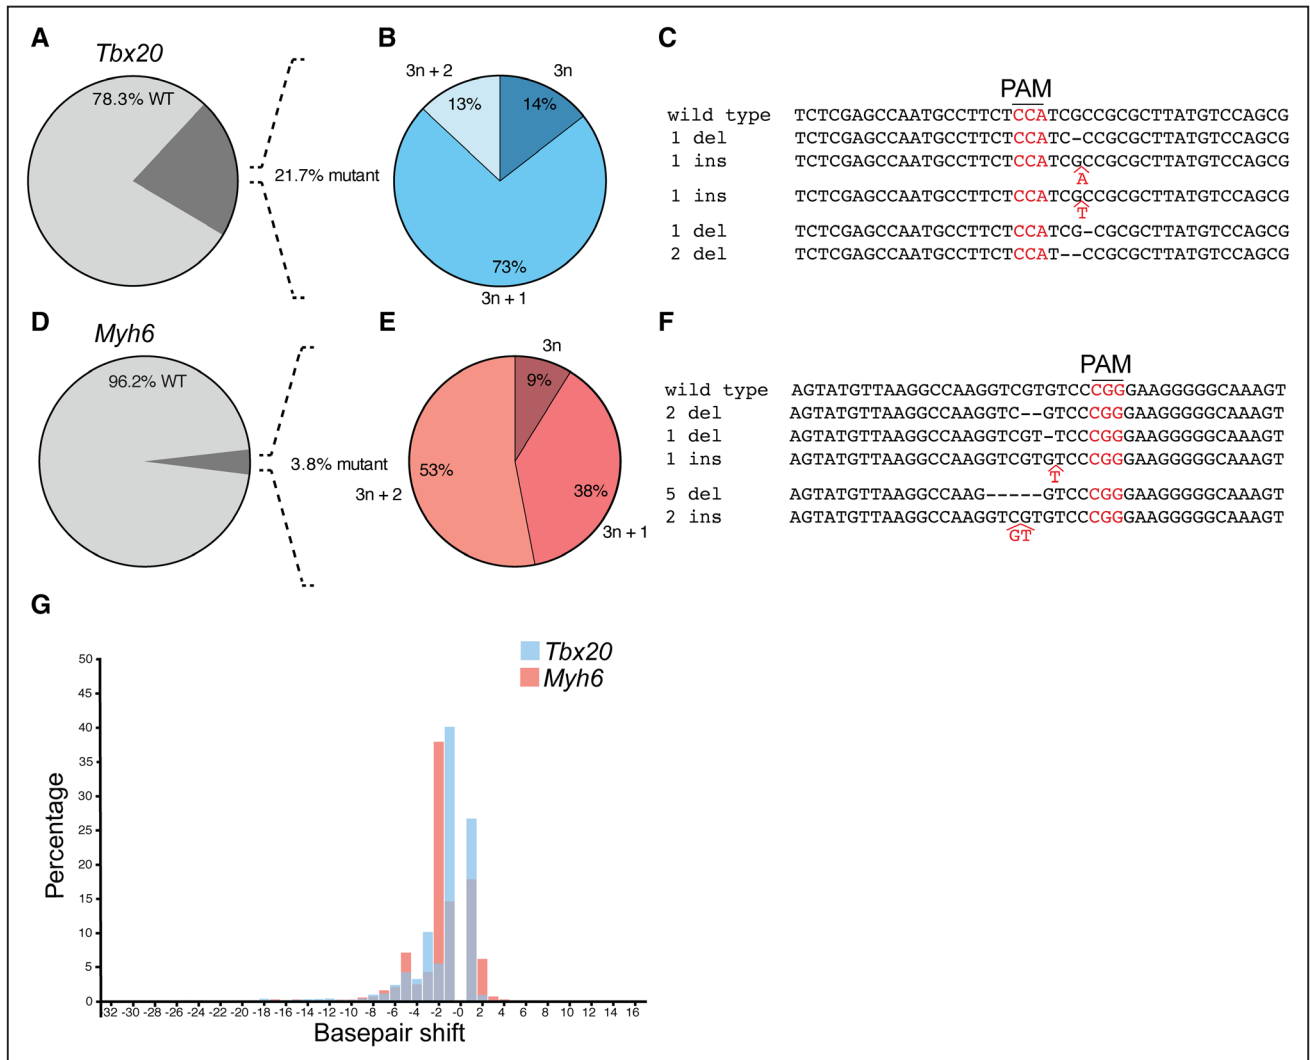 A
Tbx20
78.3% WT
21.7% mutant
B
3n + 2
3n
13%
14%
73%
3n + 1
C
PAM
wild type TCTCGAGCCAATGCCTTCTCCATCGCCGCGCTTATGTCCAGCG
1 del TCTCGAGCCAATGCCTTCTCCATC-CCGCGCTTATGTCCAGCG
1 ins TCTCGAGCCAATGCCTTCTCCATCGCCGCGCTTATGTCCAGCG
A
1 ins TCTCGAGCCAATGCCTTCTCCATCGCCGCGCTTATGTCCAGCG
T
1 del TCTCGAGCCAATGCCTTCTCCATCG-CGCGCTTATGTCCAGCG
2 del TCTCGAGCCAATGCCTTCTCCAT--CCGCGCTTATGTCCAGCG
D
Myh6
96.2% WT
3.8% mutant
E
3n
9%
53%
3n + 2
38%
3n + 1
F
PAM
wild type AGTATGTTAAGGCCAAGGTCGTGTCCCGGGAAGGGGGCAAAGT
2 del AGTATGTTAAGGCCAAGGTC--GTCCCGGGAAGGGGGCAAAGT
1 del AGTATGTTAAGGCCAAGGTCGT-TCCCGGGAAGGGGGCAAAGT
1 ins AGTATGTTAAGGCCAAGGTCGTGTCCCGGGAAGGGGGCAAAGT
T
5 del AGTATGTTAAGGCCAAG-----GTCCCGGGAAGGGGGCAAAGT
2 ins AGTATGTTAAGGCCAAGGTCGTGTCCCGGGAAGGGGGCAAAGT
GT
G
Tbx20
Myh6
Percentage
50
45
40
35
30
25
20
15
10
5
0
-32 -30 -28 -26 -24 -22 -20 -18 -16 -14 -12 -10 -8 -6 -4 -2 -0 2 4 6 8 10 12 14 16
Basepair shift